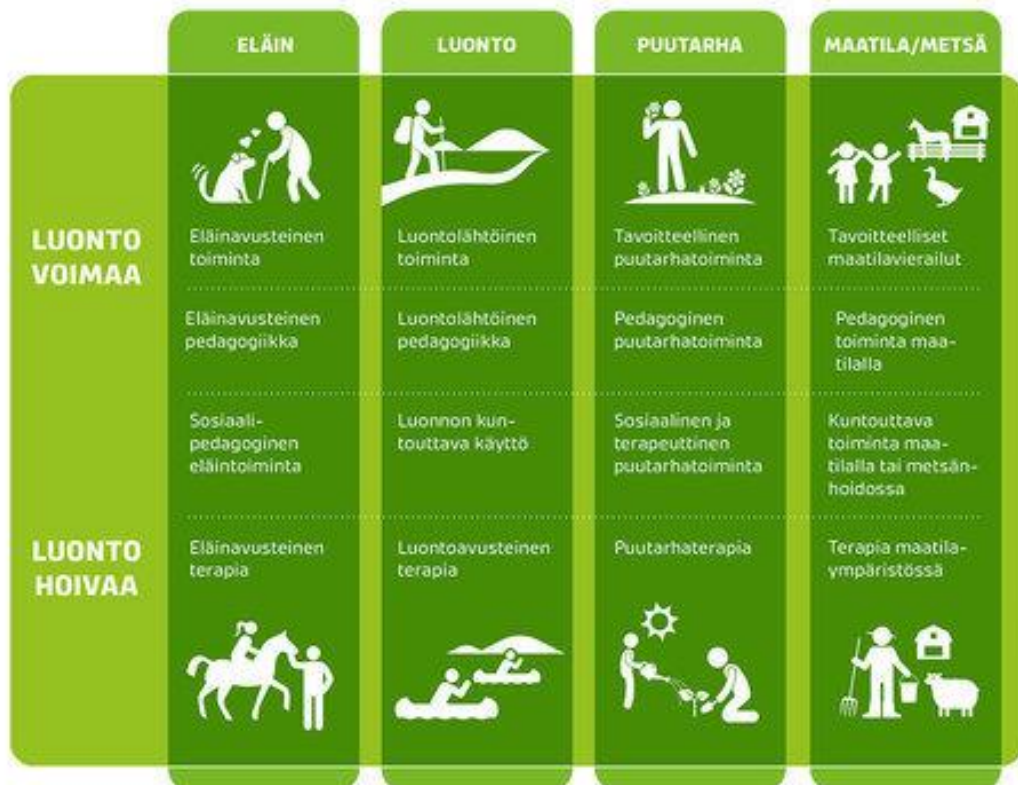 ELÄIN
LUONTO
PUUTARHA
MAATILA/METSÄ
LUONTO
VOIMAA
Eläinavusteinen
toiminta
Luontolähtöinen
toiminta
Tavoitteellinen
puutarhatoiminta
Tavoitteelliset
maatilavierailut
Eläinavusteinen
pedagogiikka
Luontolähtöinen
pedagogiikka
Pedagoginen
puutarhatoiminta
Pedagoginen
toiminta maa-
tilalla
Sosiaali-
pedagoginen
eläintoiminta
Luonnon kun-
touttava käyttö
Sosiaalinen ja
terapeuttinen
puutarhatoiminta
Kuntouttava
toiminta maa-
tilalla tai metsän-
hoidossa
LUONTO
HOIVAA
Eläinavusteinen
terapia
Luontoavusteinen
terapia
Puutarhaterapia
Terapia maatila-
ympäristössä